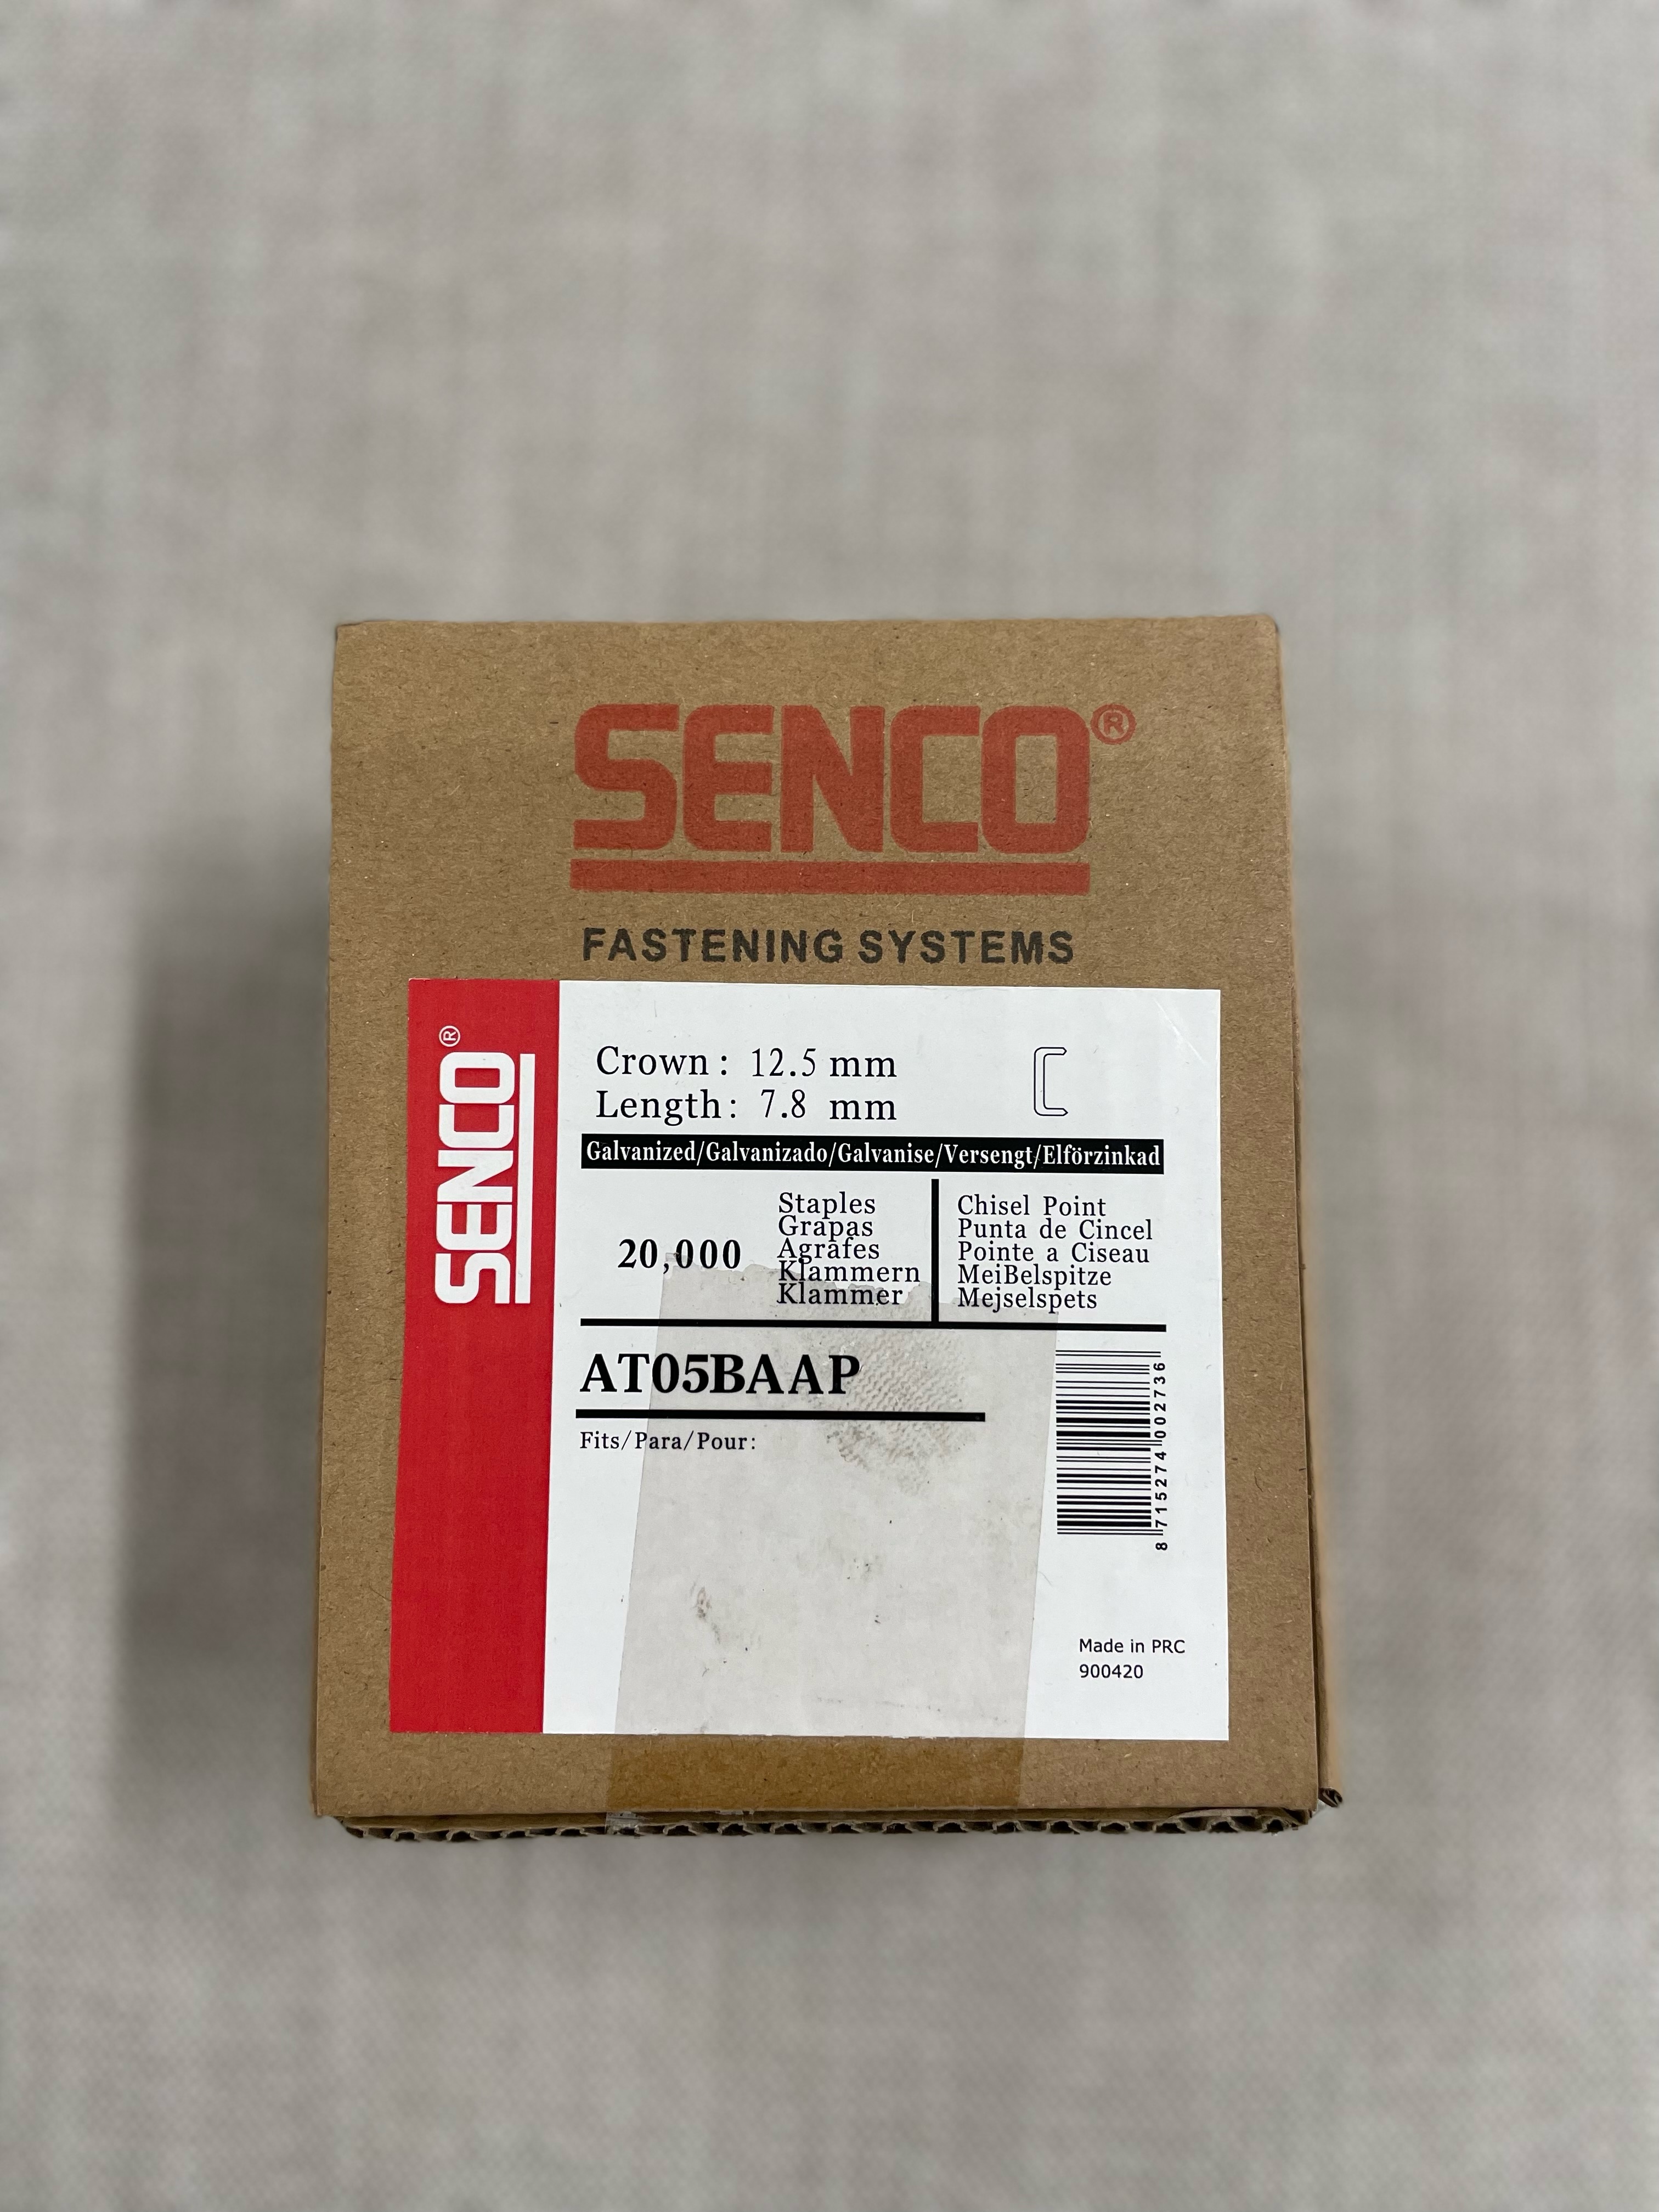 SENCO®
FASTENING SYSTEMS
SENCO®
Crown: 12.5 mm
Length: 7.8 mm
Galvanized/Galvanizado/Galvanise/Versengt/Elförzinkad
20,000
Staples
Grapas
Agrafes
Klammern
Klammer
Chisel Point
Punta de Cincel
Pointe a Ciseau
MeiBelspitze
Mejselspets
AT05BAAP
Fits/Para/Pour:
8 715274 002736
Made in PRC
900420